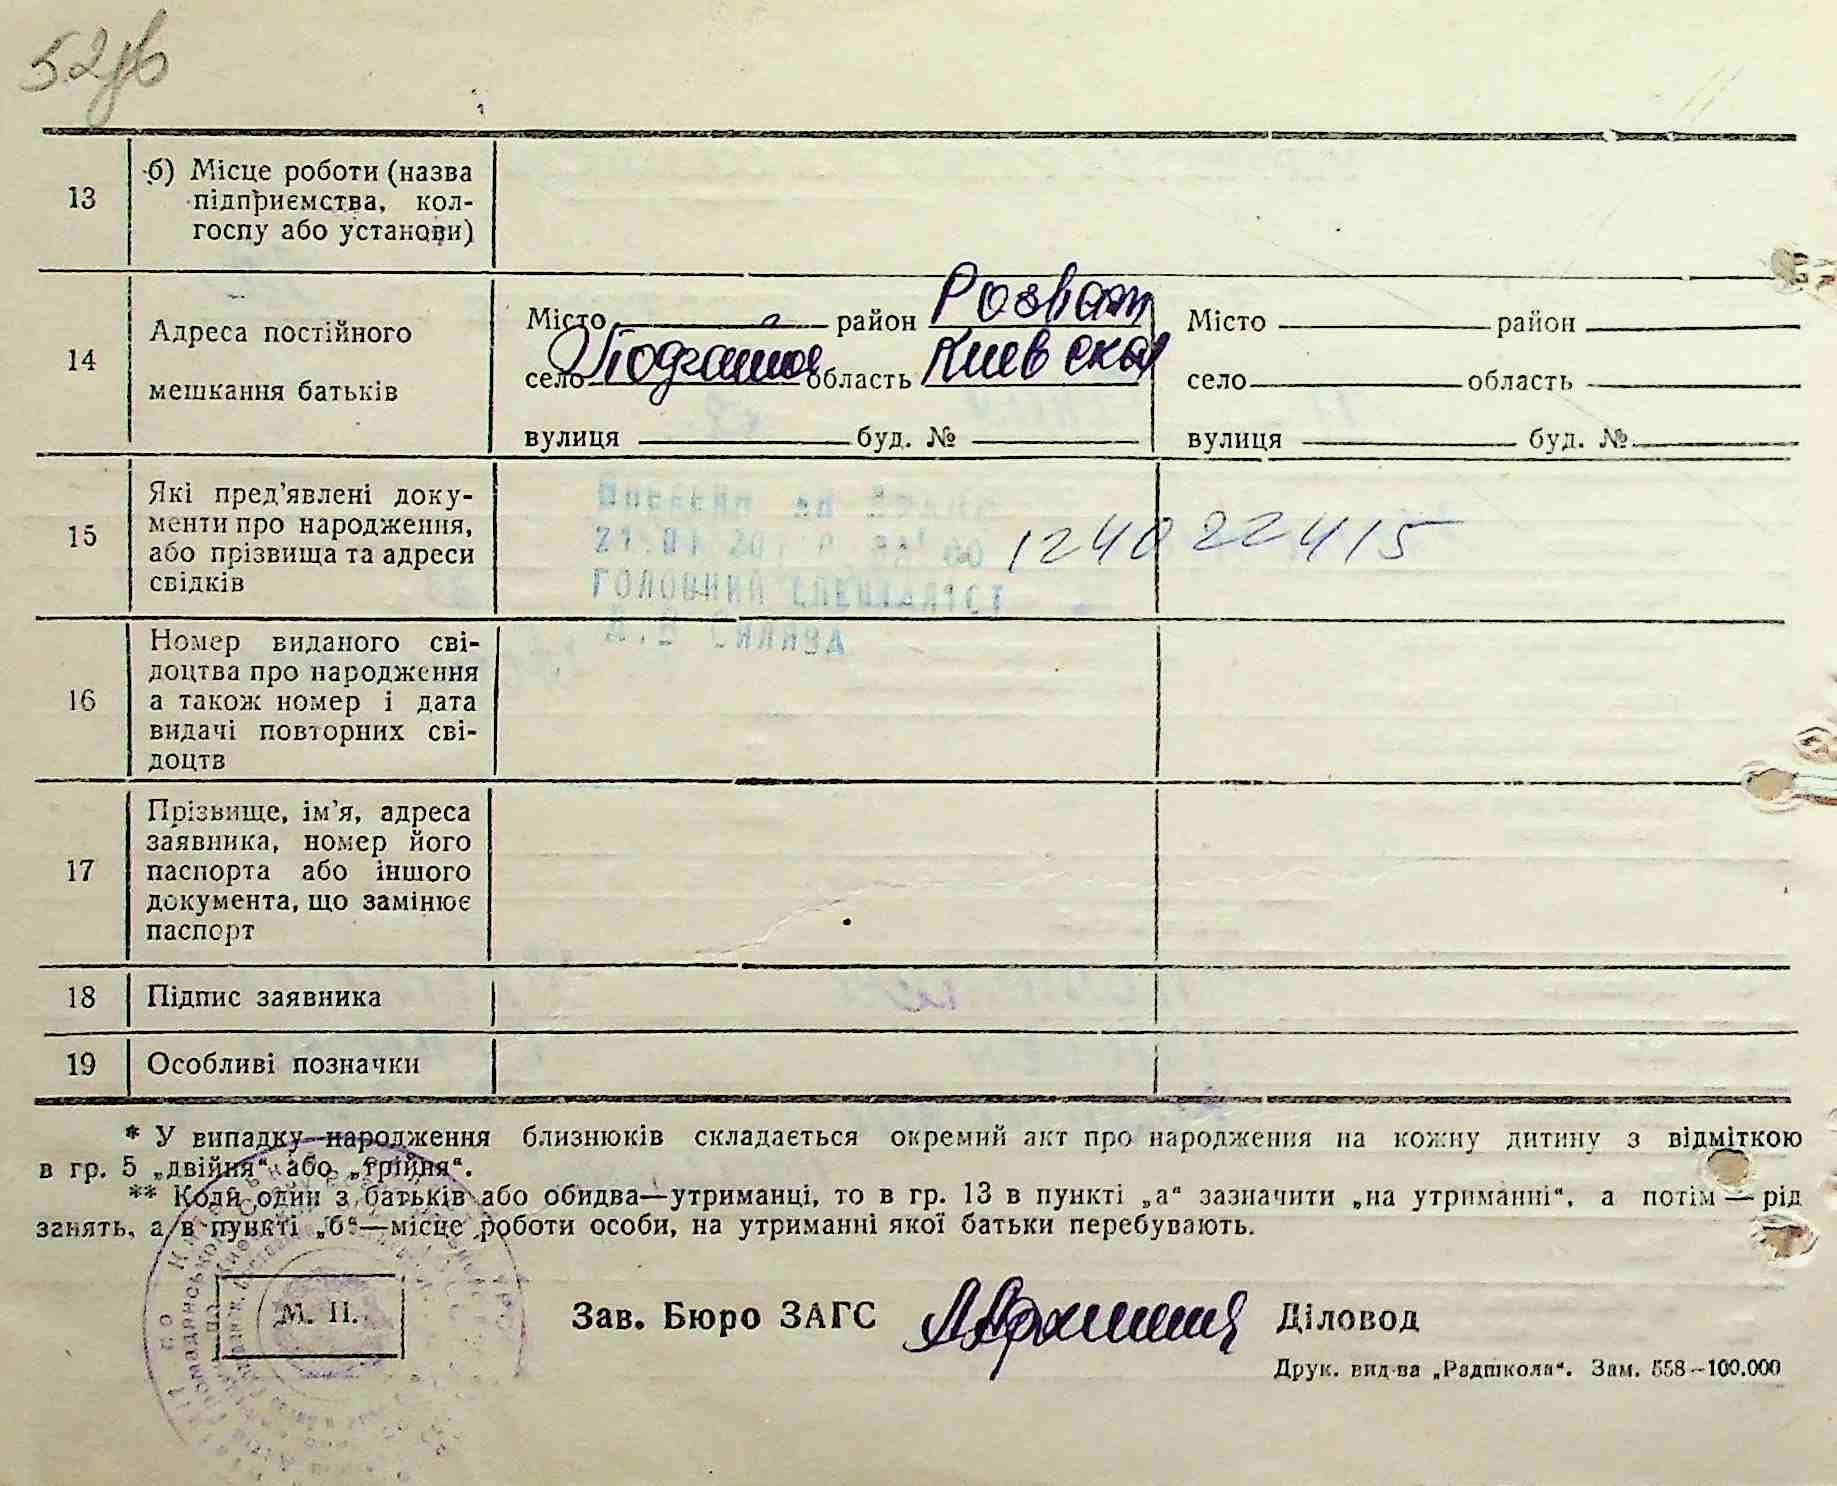 13
б) Місце роботи (назва
підприємства, кол-
госпу або установи)
14
Адреса постійного
мешкання батьків
Місто район Розваж
село область Киевская
вулиця буд. №
Місто район
село область
вулиця буд. №
15
Які пред'явлені доку-
менти про народження,
або прізвища та адреси
свідків
ГОЛОВНИЙ СПЕЦІАЛІСТ
1240 22415
16
Номер виданого сві-
доцтва про народження
а також номер і дата
видачі повторних сві-
доцтв
17
Прізвище, ім'я, адреса
заявника, номер його
паспорта або іншого
документа, що замінює
паспорт
18
Підпис заявника
19
Особливі позначки
* У випадку народження близнюків складається окремий акт про народження на кожну дитину з відміткою
в гр. 5 „двійня“ або „трійня“.
** Коли один з батьків або обидва—утриманці, то в гр. 13 в пункті „а“ зазначити „на утриманні“, а потім — рід
занять, а в пункті „б“—місце роботи особи, на утриманні якої батьки перебувають.
М. П.
Зав. Бюро ЗАГС Діловод
Друк. вид-ва „Радшкола“. Зам. 558—100.000